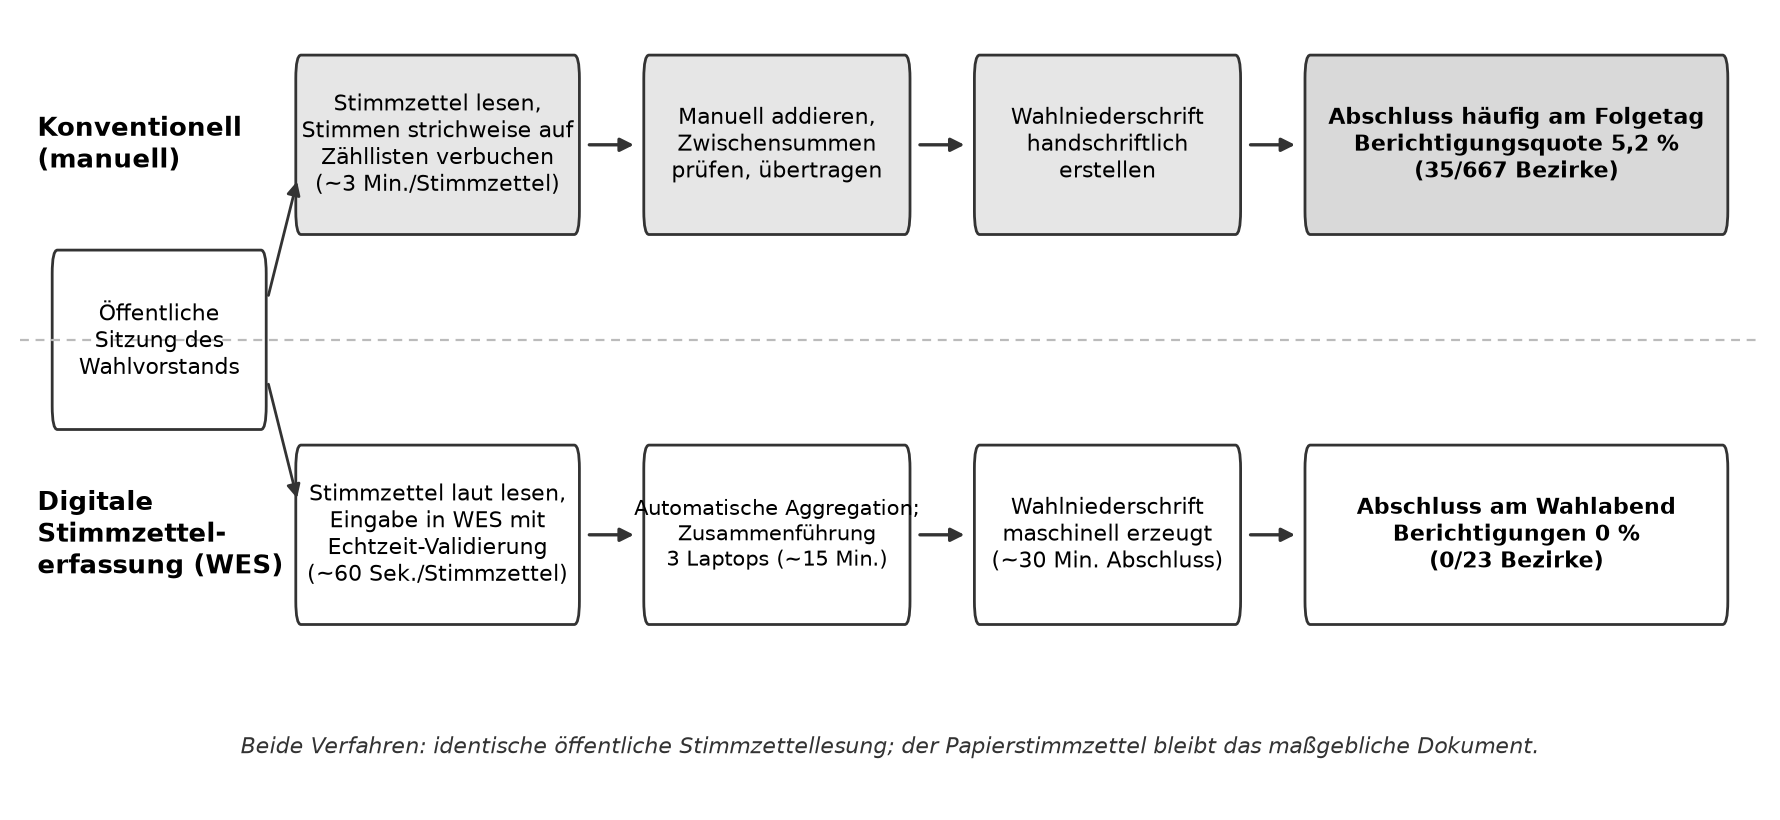 Konventionell
(manuell)
Stimmzettel lesen,
Stimmen strichweise auf
Zähllisten verbuchen
(~3 Min./Stimmzettel)
Manuell addieren,
Zwischensummen
prüfen, übertragen
Wahlniederschrift
handschriftlich
erstellen
Abschluss häufig am Folgetag
Berichtigungsquote 5,2 %
(35/667 Bezirke)
Öffentliche
Sitzung des
Wahlvorstands
Digitale
Stimmzettel-
erfassung (WES)
Stimmzettel laut lesen,
Eingabe in WES mit
Echtzeit-Validierung
(~60 Sek./Stimmzettel)
Automatische Aggregation;
Zusammenführung
3 Laptops (~15 Min.)
Wahlniederschrift
maschinell erzeugt
(~30 Min. Abschluss)
Abschluss am Wahlabend
Berichtigungen 0 %
(0/23 Bezirke)
Beide Verfahren: identische öffentliche Stimmzettellesung; der Papierstimmzettel bleibt das maßgebliche Dokument.